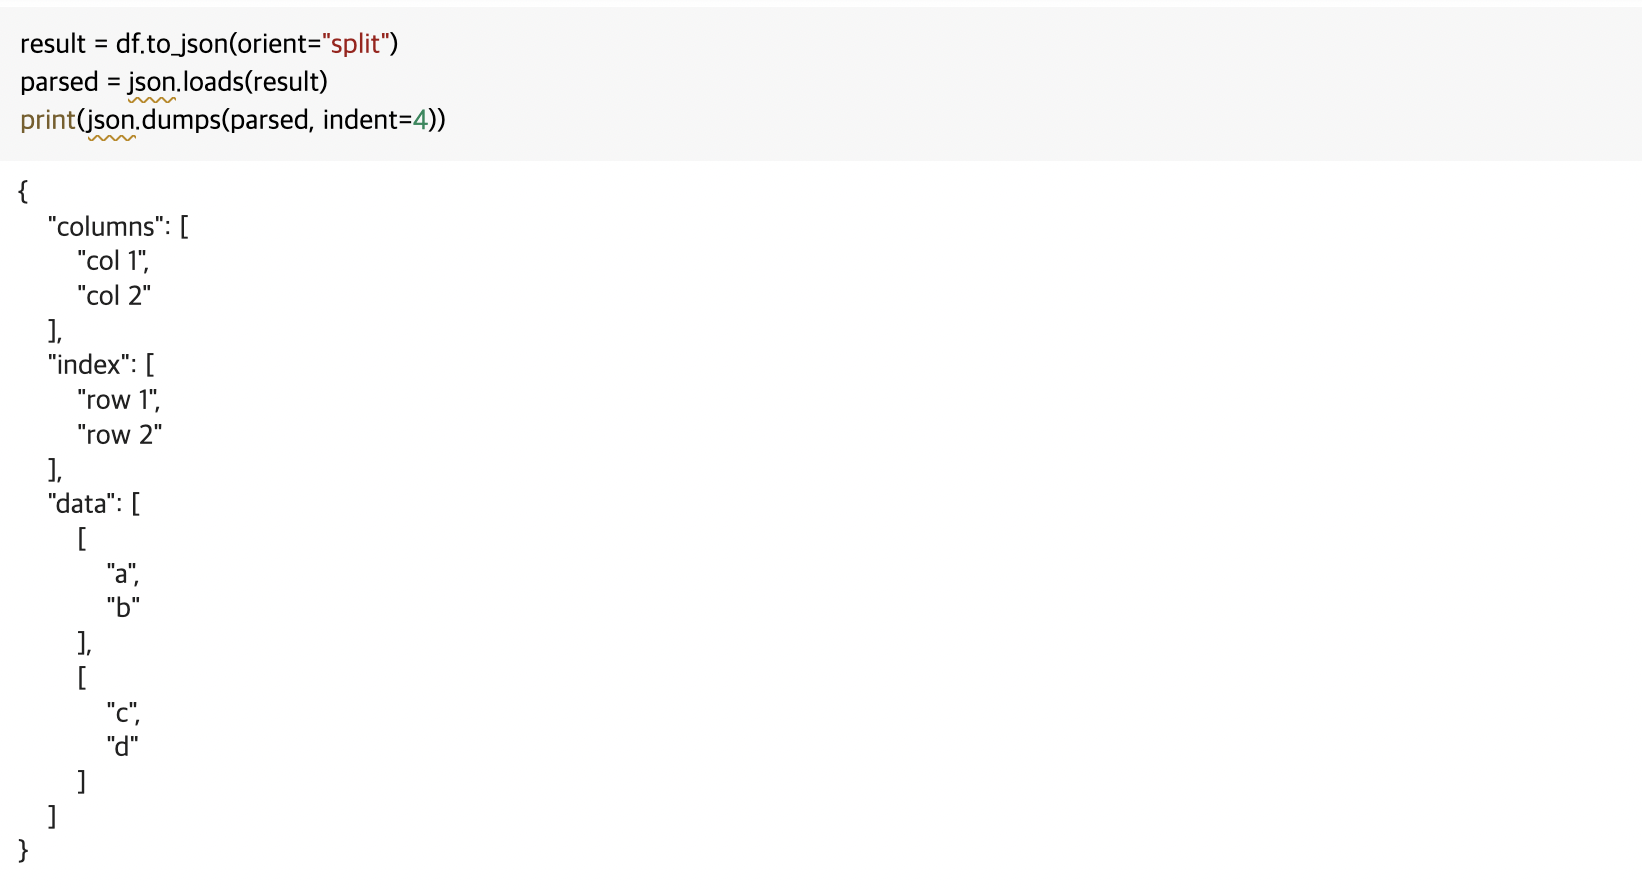 result = df.to_json(orient="split")
parsed = json.loads(result)
print(json.dumps(parsed, indent=4))
{
    "columns": [
        "col 1",
        "col 2"
    ],
    "index": [
        "row 1",
        "row 2"
    ],
    "data": [
        [
            "a",
            "b"
        ],
        [
            "c",
            "d"
        ]
    ]
}